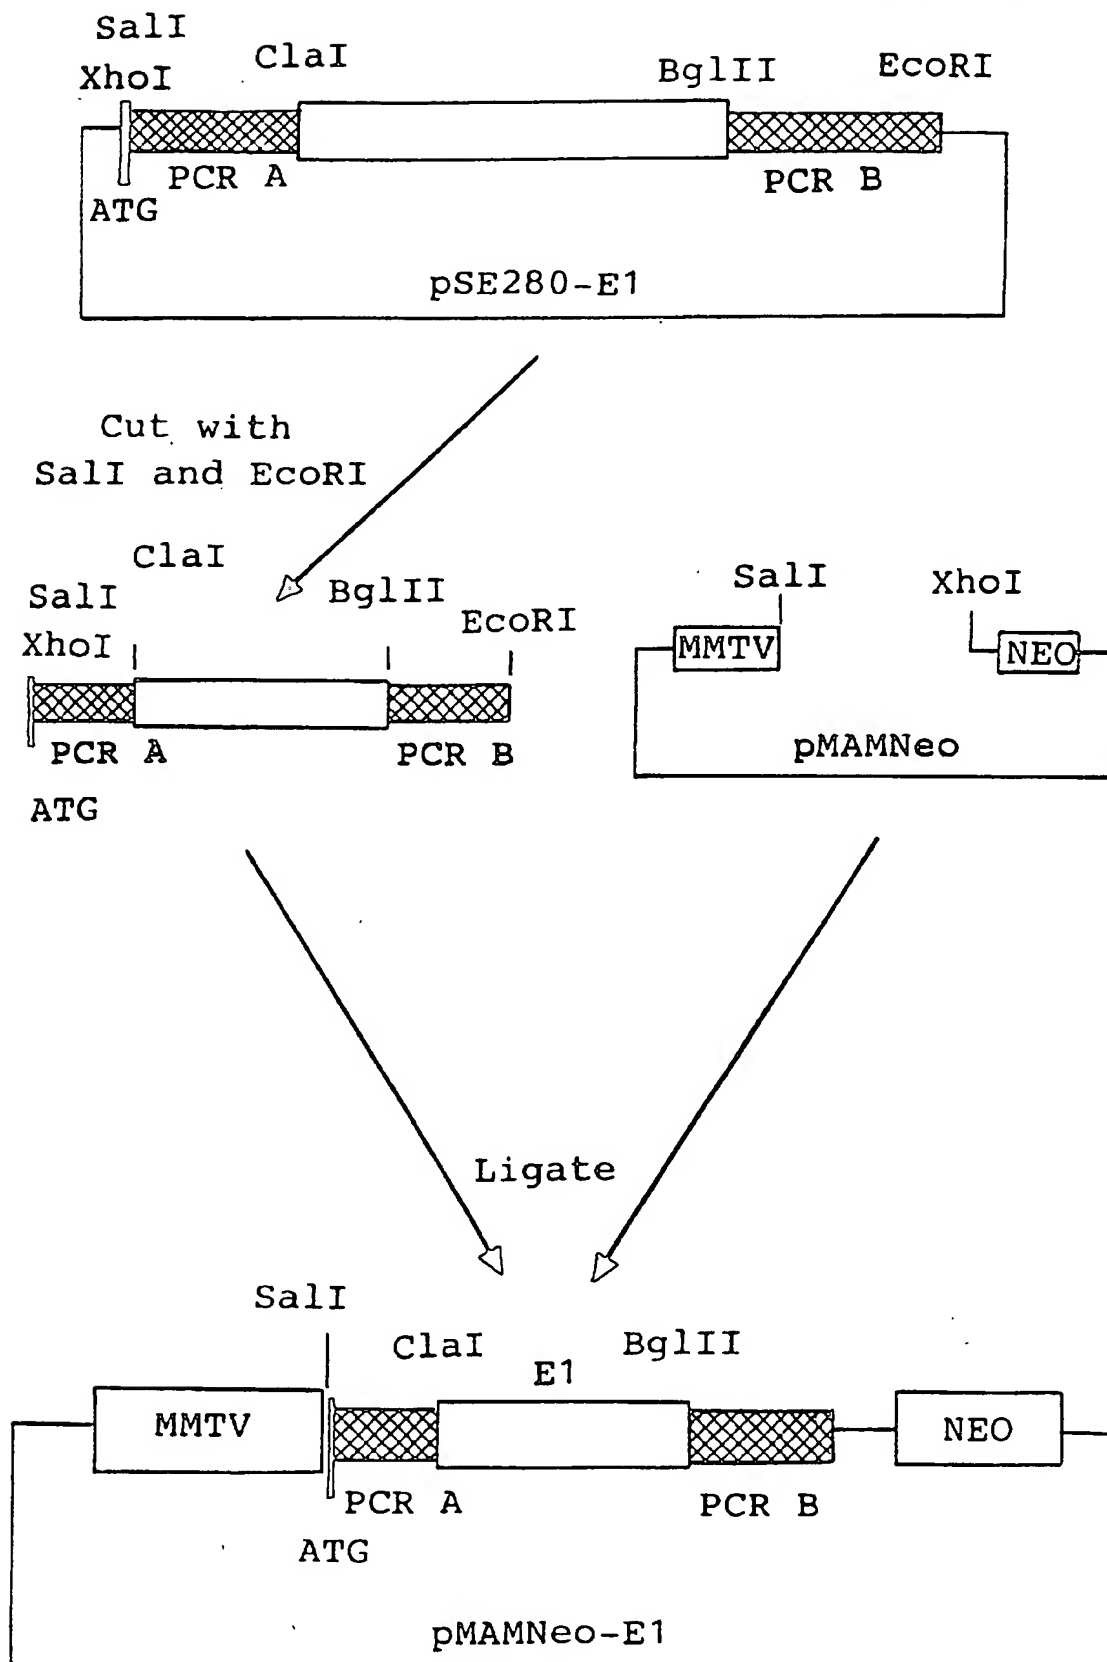 SalI
XhoI
ClaI
BglII
EcoRI
PCR A
PCR B
ATG
pSE280-E1
Cut with
SalI and EcoRI
ClaI
SalI
XhoI
BglII
EcoRI
PCR A
PCR B
ATG
SalI
XhoI
MMTV
NEO
pMAMNeo
Ligate
SalI
ClaI
E1
BglII
MMTV
NEO
PCR A
PCR B
ATG
pMAMNeo-E1